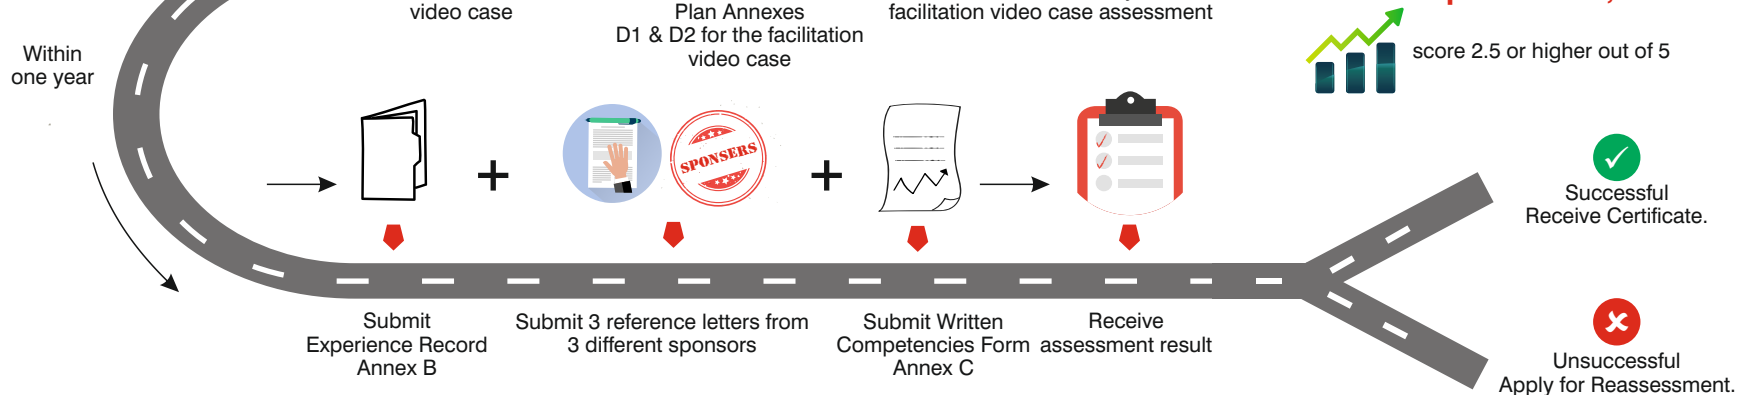 video case
Plan Annexes
D1 & D2 for the facilitation
video case
facilitation video case assessment
score 2.5 or higher out of 5
Within
one year
SPONSERS
Successful
Receive Certificate.
Submit
Experience Record
Annex B
Submit 3 reference letters from
3 different sponsors
Submit Written
Competencies Form
Annex C
Receive
assessment result
Unsuccessful
Apply for Reassessment.